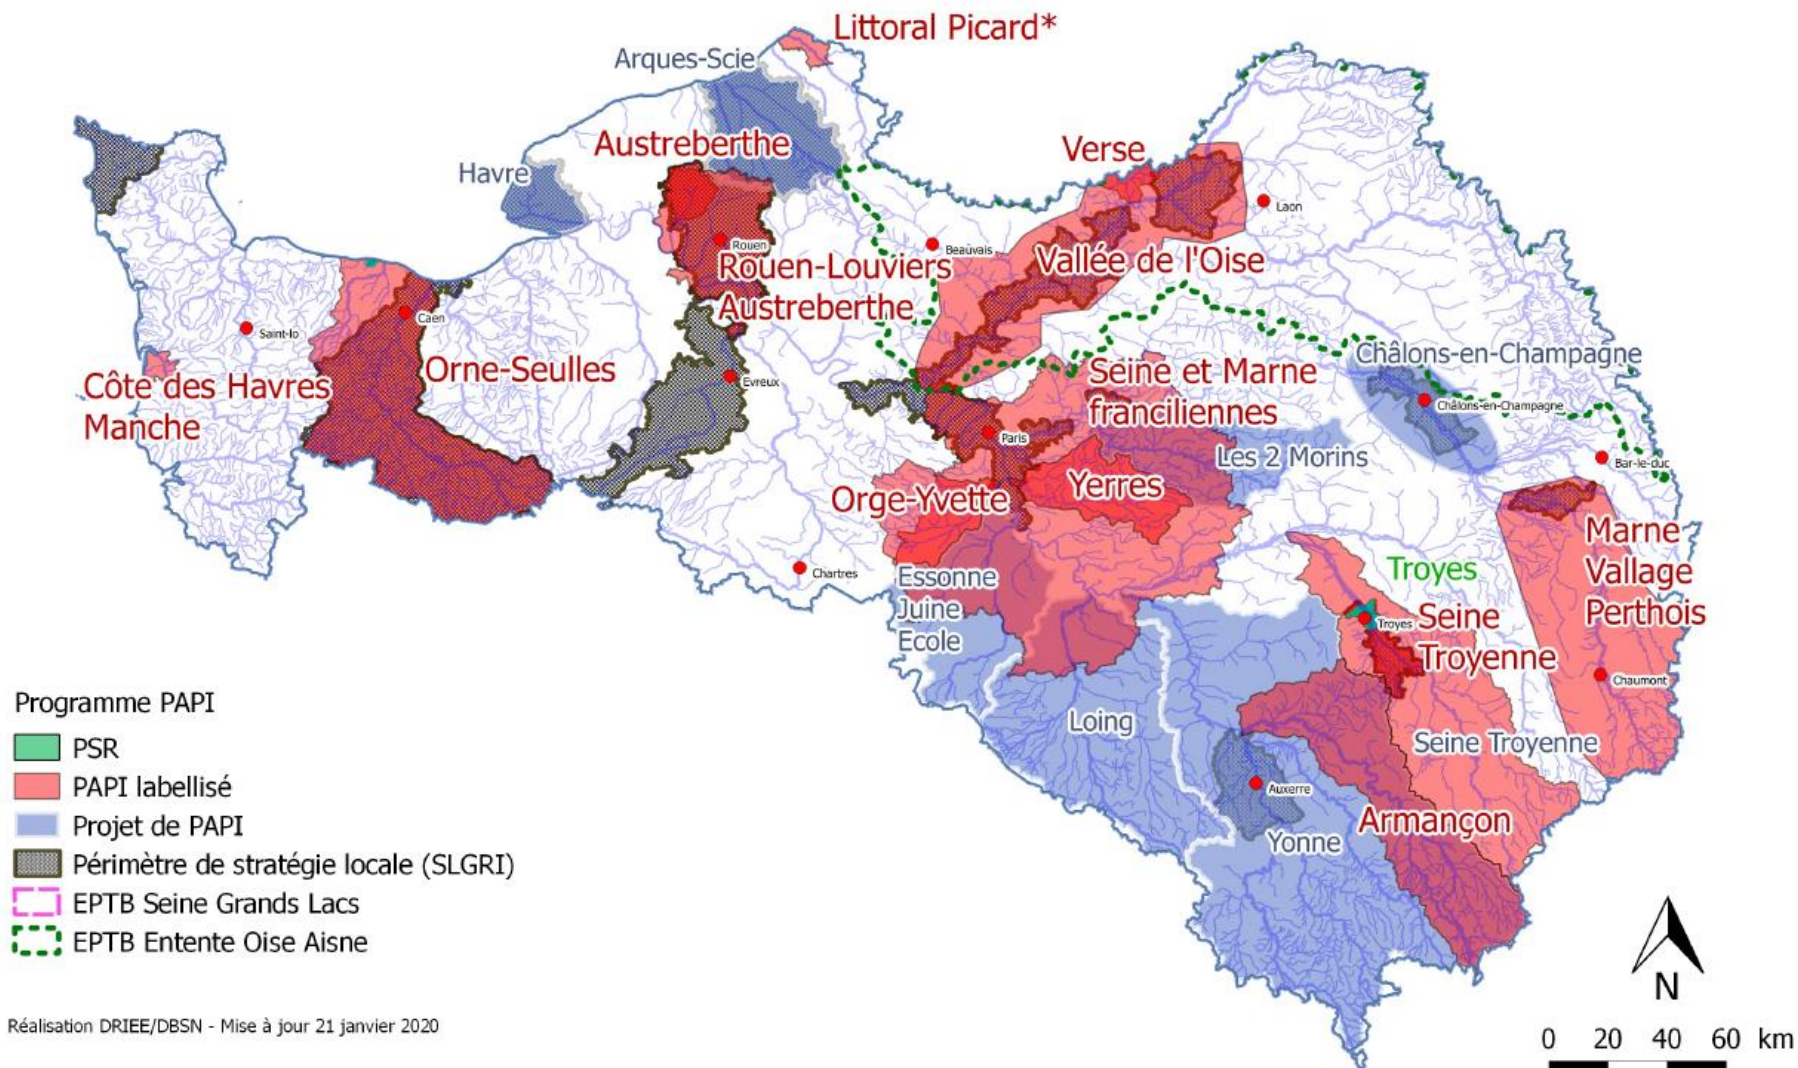 Littoral Picard*
Arques-Scie
Austreberthe
Verse
Havre
Laon
Rouen
Beauvais
Rouen-Louviers
Austreberthe
Vallée de l'Oise
Caen
Saint-lo
Côte des Havres
Manche
Orne-Seulles
Evreux
Seine et Marne
franciliennes
Châlons-en-Champagne
Châlons-en-Champagne
Paris
Les 2 Morins
Bar-le-duc
Orge-Yvette
Yerres
Marne
Vallage
Perthois
Chartres
Essonne
Juine
Ecole
Troyes
Troyes
Seine
Troyenne
Chaumont
Loing
Seine Troyenne
Auxerre
Armançon
Yonne
Programme PAPI
PSR
PAPI labellisé
Projet de PAPI
Périmètre de stratégie locale (SLGRI)
EPTB Seine Grands Lacs
EPTB Entente Oise Aisne
N
Réalisation DRIEE/DBSN - Mise à jour 21 janvier 2020
0 20 40 60 km